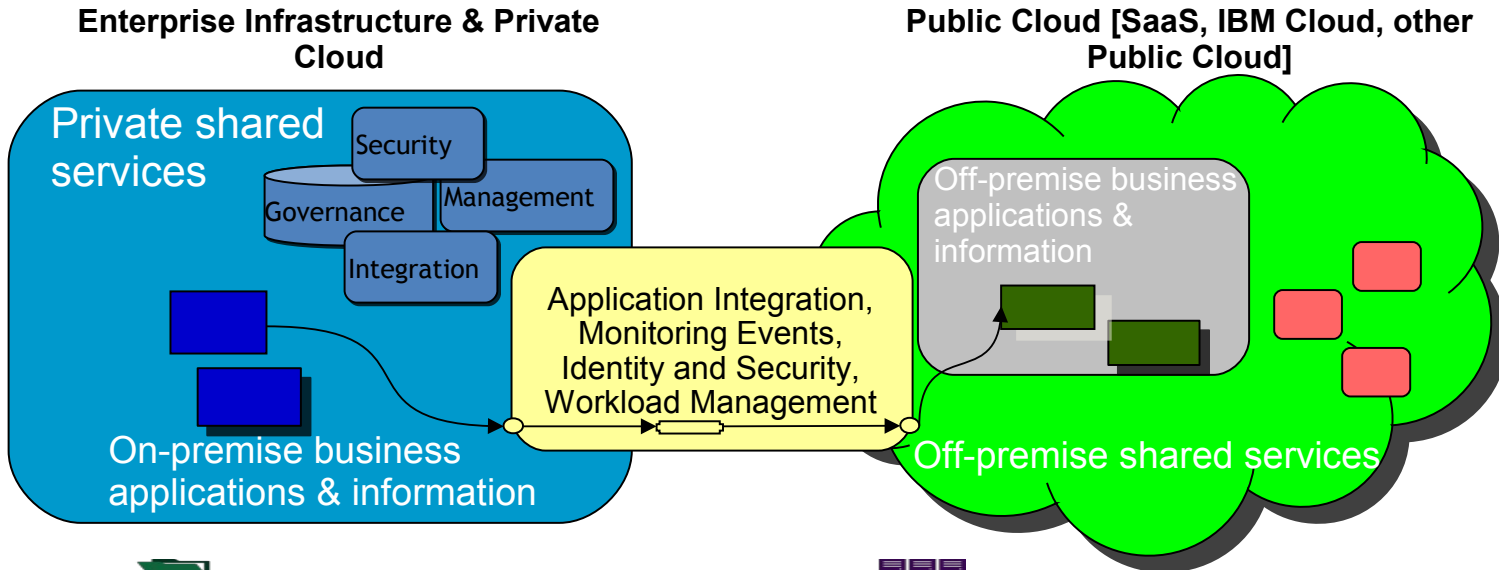 Enterprise Infrastructure & Private
Cloud
Public Cloud [SaaS, IBM Cloud, other
Public Cloud]
Private shared
services
Security
Management
Governance
Integration
On-premise business
applications & information
Application Integration,
Monitoring Events,
Identity and Security,
Workload Management
Off-premise business
applications &
information
Off-premise shared services